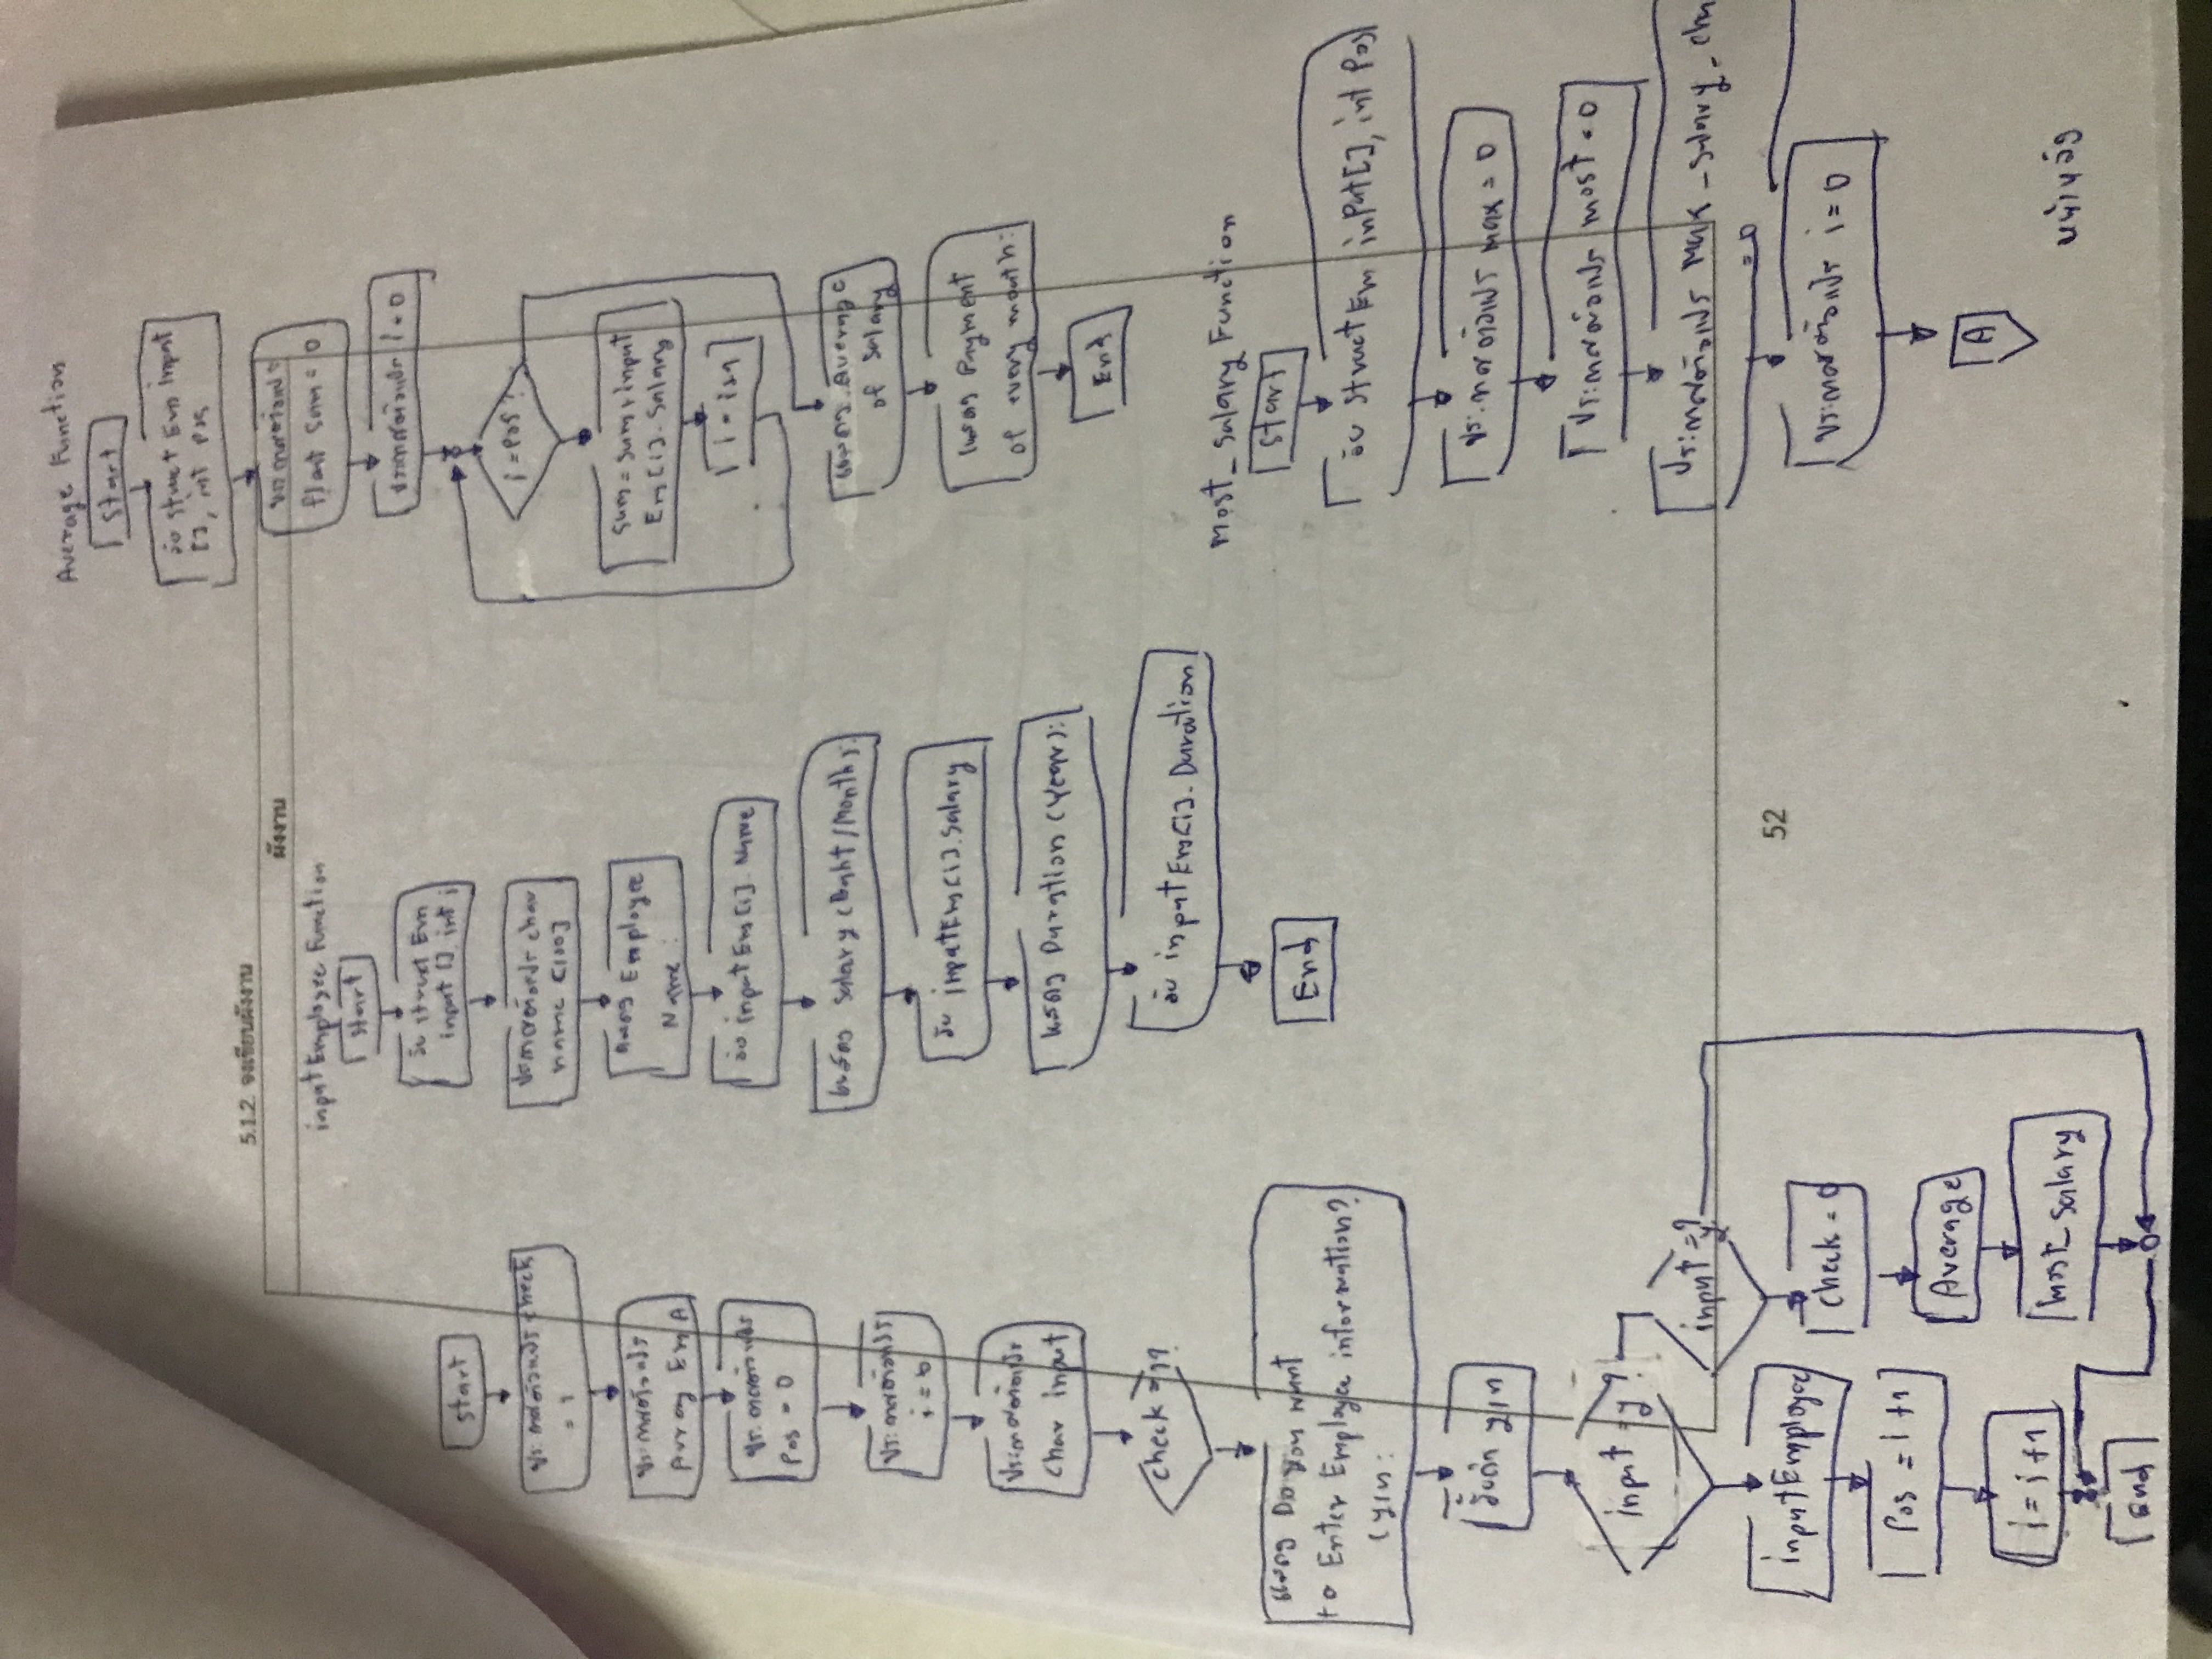 5.1.2. จงเขียนผังงาน
ผังงาน
start
ประกาศตัวแปร check
= 1
ประกาศตัวแปร
Array Em A
ประกาศตัวแปร
Pos = 0
ประกาศตัวแปร
i = 0
ประกาศตัวแปร
char input
check = 1?
แสดง Do you want
to Enter Employee information?
(y|n:
รับค่า y|n
input = y?
inputEmployee
Pos = i +1
i = i +1
End
input = y?
check = 0
Average
most_salary
inputEmployee Function
start
รับ struct Em
input [], int i
ประกาศตัวแปร char
name [100]
แสดง Employee
Name :
รับ inputEm[i]. Name
แสดง Salary (Baht/Month):
รับ inputEm[i].Salary
แสดง Duration (Year):
รับ inputEm[i]. Duration
End
Average Function
start
รับ struct Em input
[], int Pos
ประกาศตัวแปร
float sum = 0
ประกาศตัวแปร i = 0
i = Pos?
sum = sum + input
Em[i]. Salary
i = i+1
แสดง Average
of Salary
แสดง Payment
of every month:
End
most_salary Function
start
รับ struct Em input[], int Pos
ประกาศตัวแปร max = 0
ประกาศตัวแปร most = 0
ประกาศตัวแปร max_salary_
= 0
ประกาศตัวแปร i = 0
A
หน้าหลัง
52